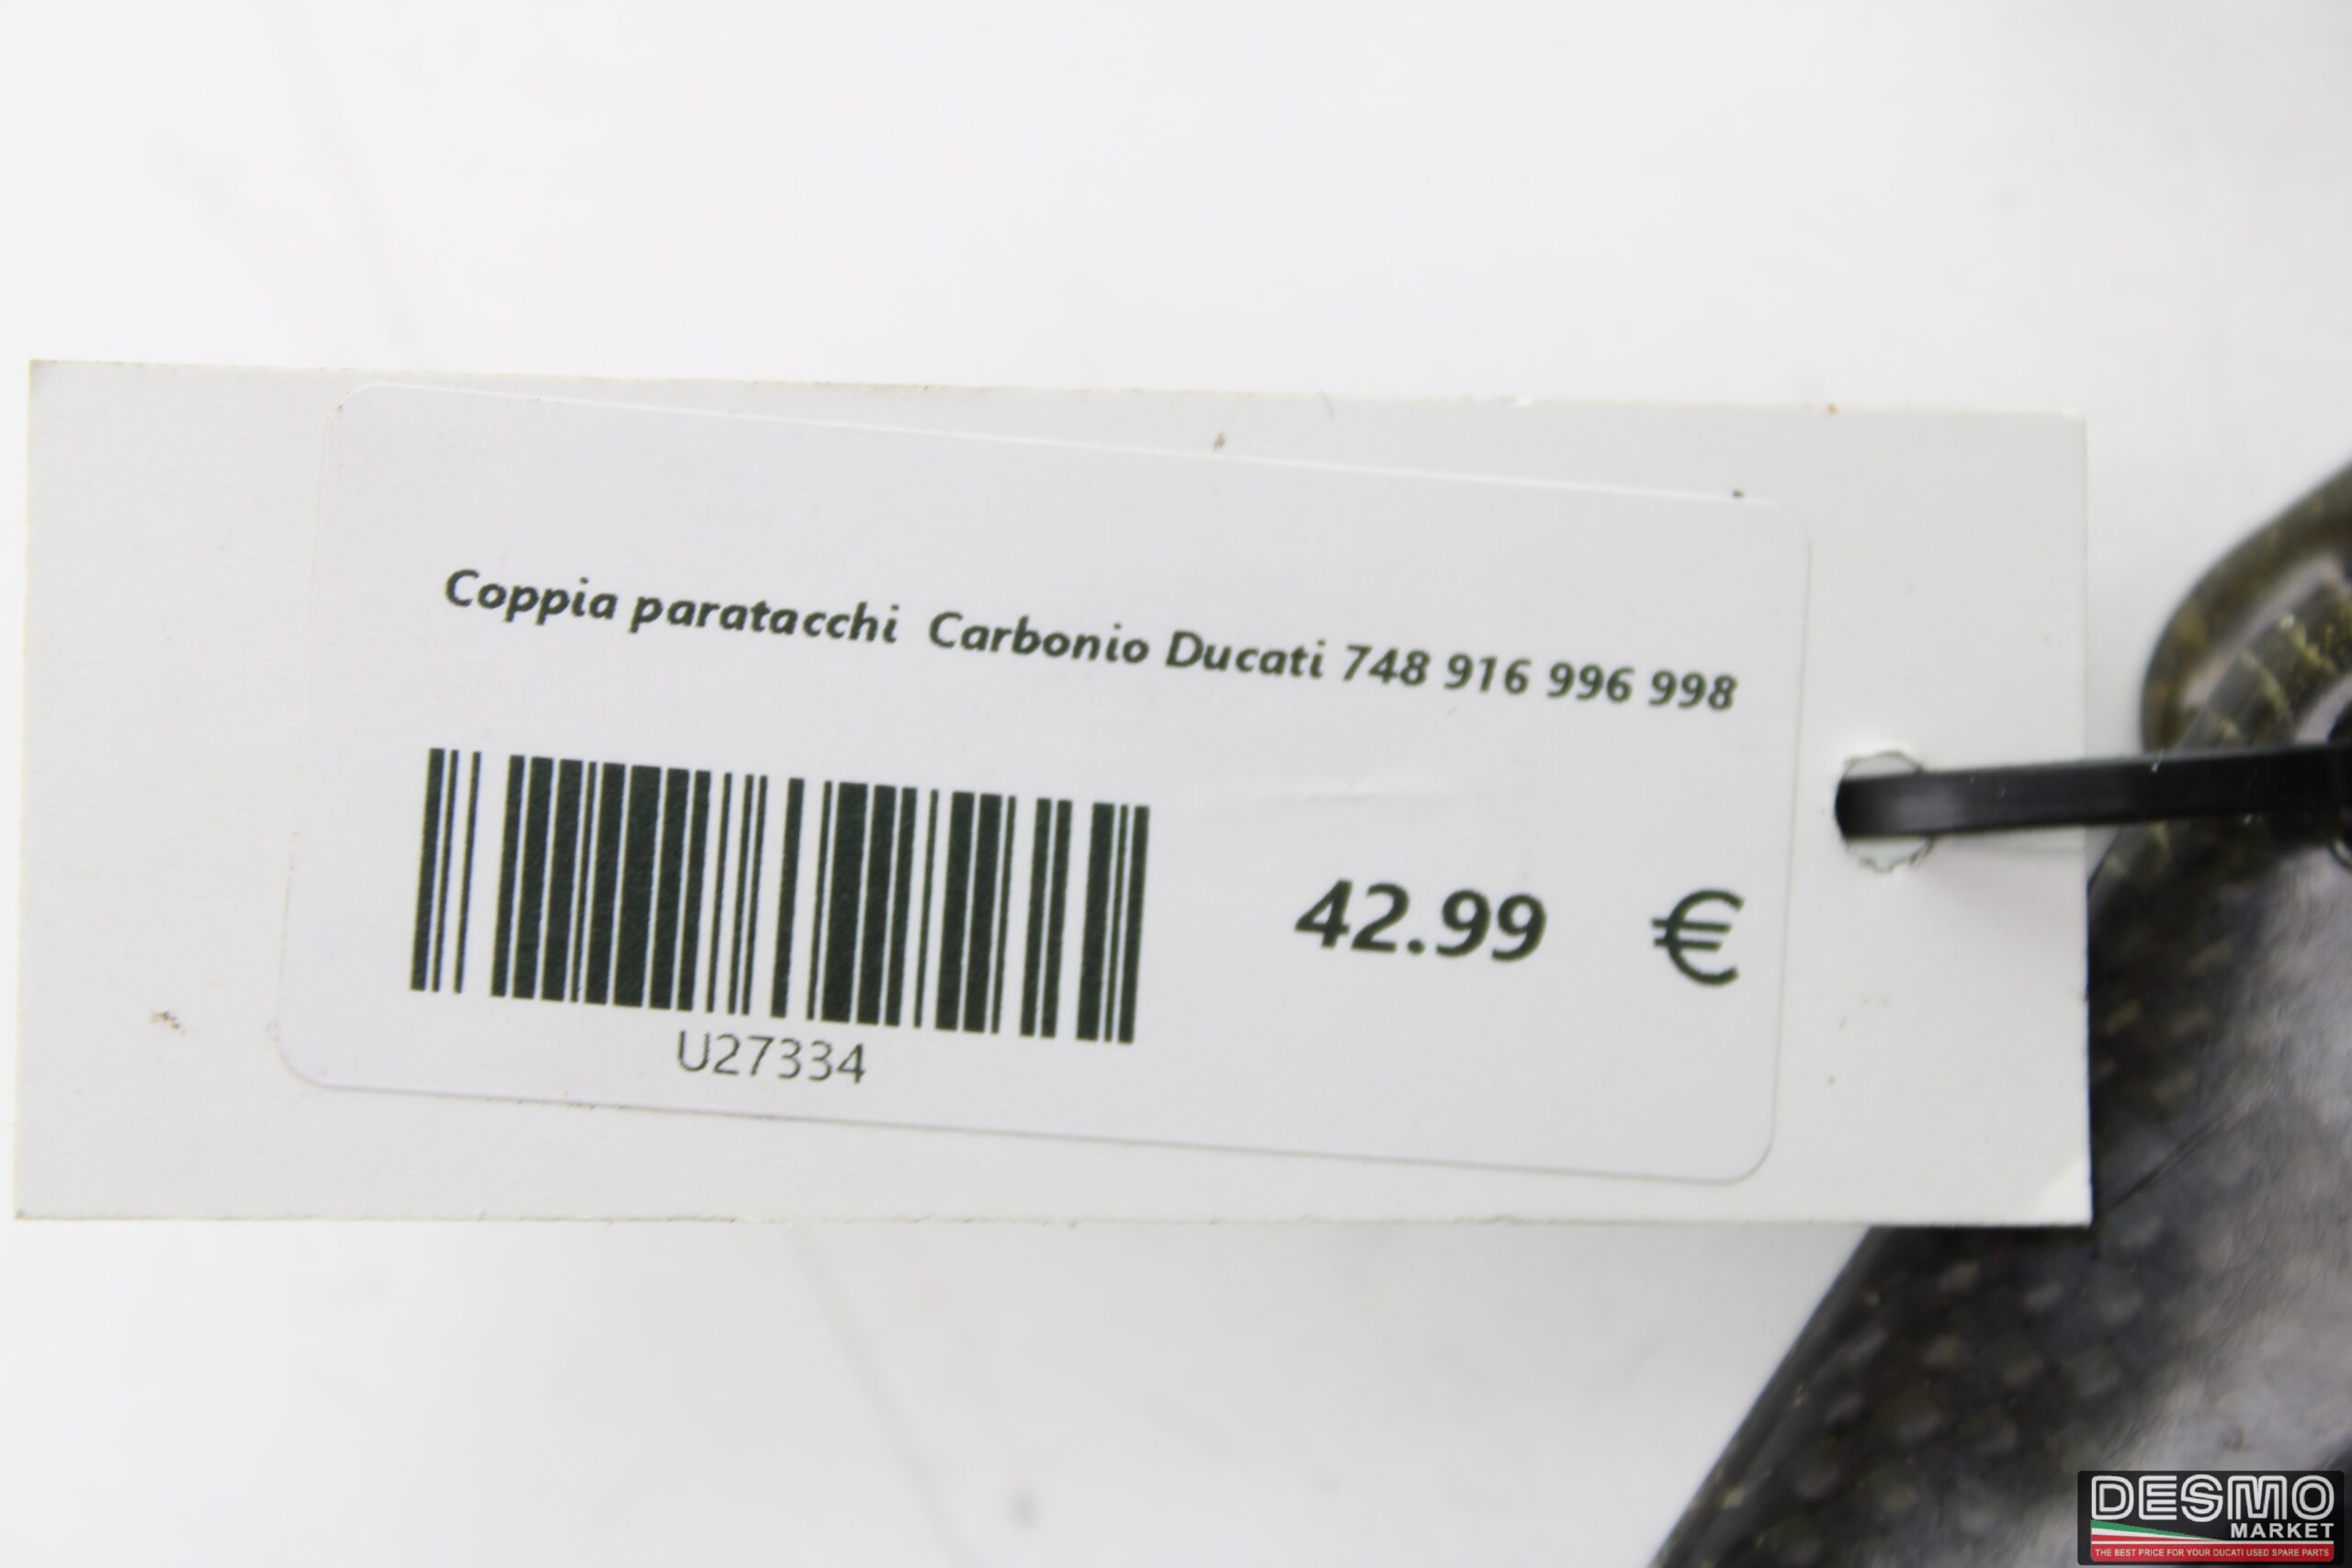 Coppia paratacchi  Carbonio Ducati 748 916 996 998
42.99 €
U27334
DESMO
MARKET
THE BEST PRICE FOR YOUR DUCATI USED SPARE PARTS